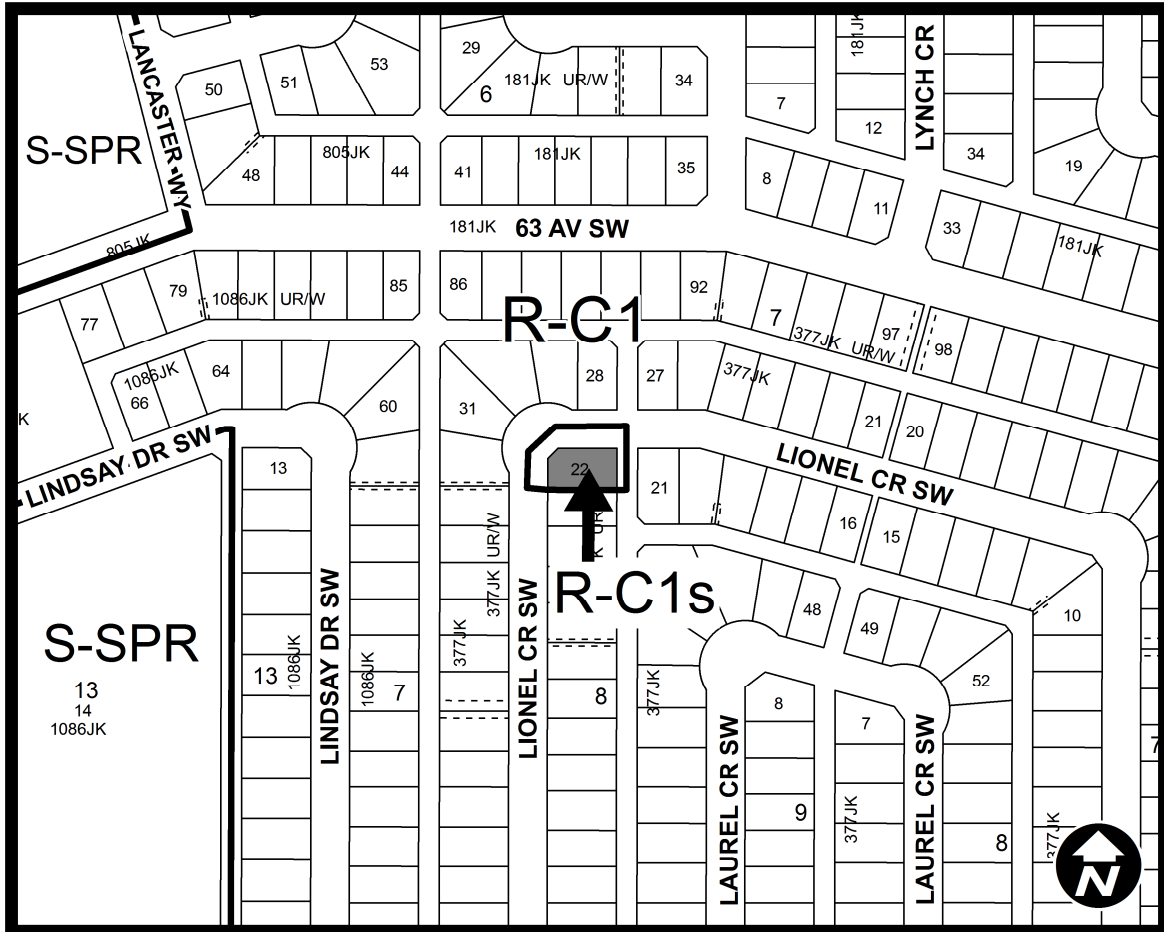 LANCASTER WY
50
51
53
29
6
181JK UR/W
34
7
181JK
12
LYNCH CR
34
19
S-SPR
48
805JK
44
41
181JK
35
8
11
33
181JK
805JK
181JK
63 AV SW
77
79
1086JK UR/W
85
86
92
7
377JK UR/W
97
98
R-C1
K
66
1086JK
64
60
31
28
27
377JK
21
20
LINDSAY DR SW
LIONEL CR SW
13
22
21
16
15
UR/W
377JK
K
UR
R-C1s
48
49
10
S-SPR
13
14
1086JK
13
1086JK
LINDSAY DR SW
1086JK
7
377JK
LIONEL CR SW
8
377JK
8
7
52
7
LAUREL CR SW
9
377JK
LAUREL CR SW
8
377JK
N